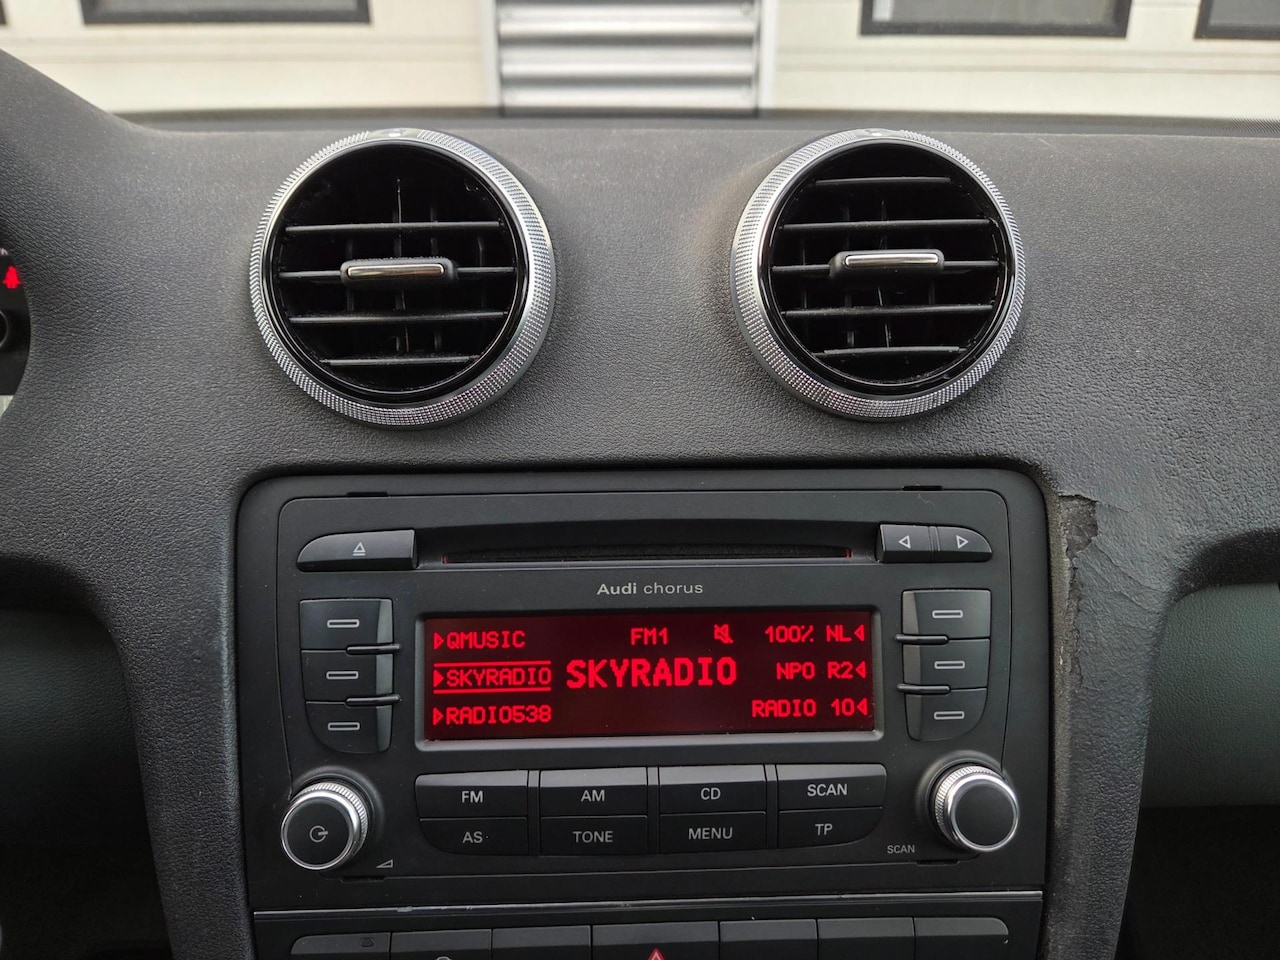 Audi chorus
QMUSIC FM1 100% NL
SKYRADIO SKYRADIO NPO R2
RADIO538 RADIO 10
FM AM CD SCAN
AS TONE MENU TP
SCAN